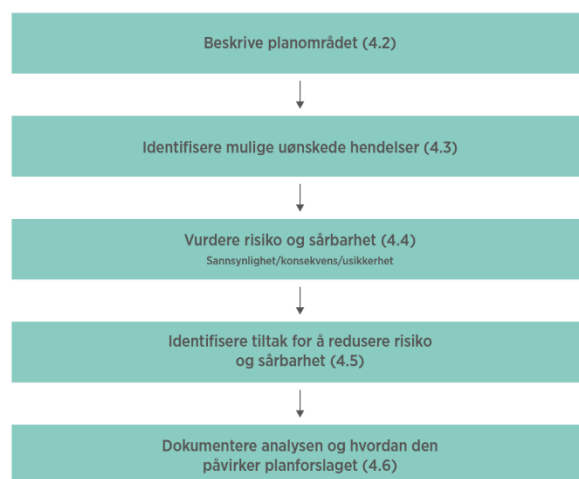 Beskrive planområdet (4.2)
Identifisere mulige uønskede hendelser (4.3)
Vurdere risiko og sårbarhet (4.4)
Sannsynlighet/konsekvens/usikkerhet
Identifisere tiltak for å redusere risiko
og sårbarhet (4.5)
Dokumentere analysen og hvordan den
påvirker planforslaget (4.6)